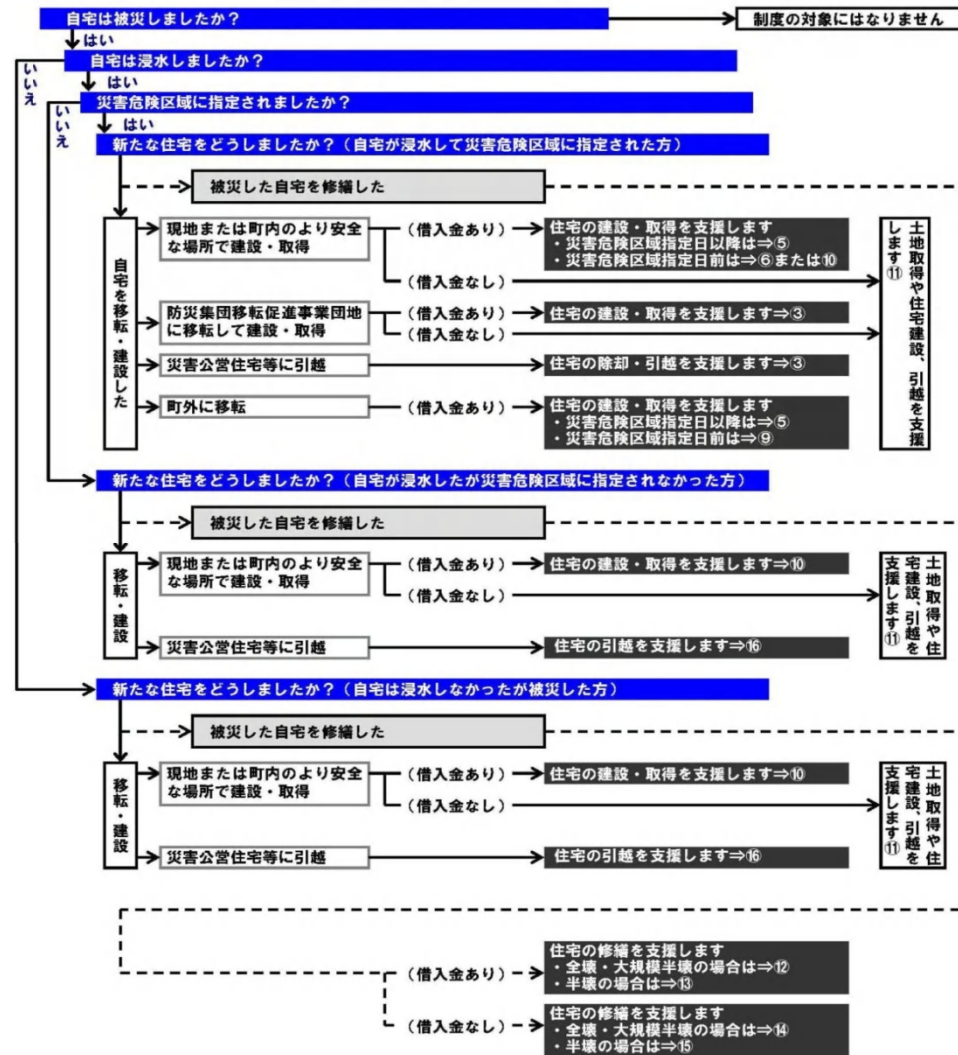 自宅は被災しましたか？
制度の対象にはなりません
はい
自宅は浸水しましたか？
いいえ
はい
災害危険区域に指定されましたか？
いいえ
はい
新たな住宅をどうしましたか？（自宅が浸水して災害危険区域に指定された方）
被災した自宅を修繕した
自宅を移転・建設した
現地または町内のより安全
な場所で建設・取得
（借入金あり）
住宅の建設・取得を支援します
・災害危険区域指定日以降は⇒⑤
・災害危険区域指定日前は⇒⑥または⑩
（借入金なし）
土地取得や住宅建設、引越を支援
します⑪
防災集団移転促進事業団地
に移転して建設・取得
（借入金あり）
住宅の建設・取得を支援します⇒③
（借入金なし）
災害公営住宅等に引越
住宅の除却・引越を支援します⇒③
町外に移転
（借入金あり）
住宅の建設・取得を支援します
・災害危険区域指定日以降は⇒⑤
・災害危険区域指定日前は⇒⑨
新たな住宅をどうしましたか？（自宅が浸水したが災害危険区域に指定されなかった方）
被災した自宅を修繕した
移転・建設
現地または町内のより安全
な場所で建設・取得
（借入金あり）
住宅の建設・取得を支援します⇒⑩
（借入金なし）
土地取得や住
宅建設、引越を
支援します⑪
災害公営住宅等に引越
住宅の引越を支援します⇒⑯
新たな住宅をどうしましたか？（自宅は浸水しなかったが被災した方）
被災した自宅を修繕した
移転・建設
現地または町内のより安全
な場所で建設・取得
（借入金あり）
住宅の建設・取得を支援します⇒⑩
（借入金なし）
土地取得や住
宅建設、引越を
支援します⑪
災害公営住宅等に引越
住宅の引越を支援します⇒⑯
（借入金あり）
住宅の修繕を支援します
・全壊・大規模半壊の場合は⇒⑫
・半壊の場合は⇒⑬
（借入金なし）
住宅の修繕を支援します
・全壊・大規模半壊の場合は⇒⑭
・半壊の場合は⇒⑮